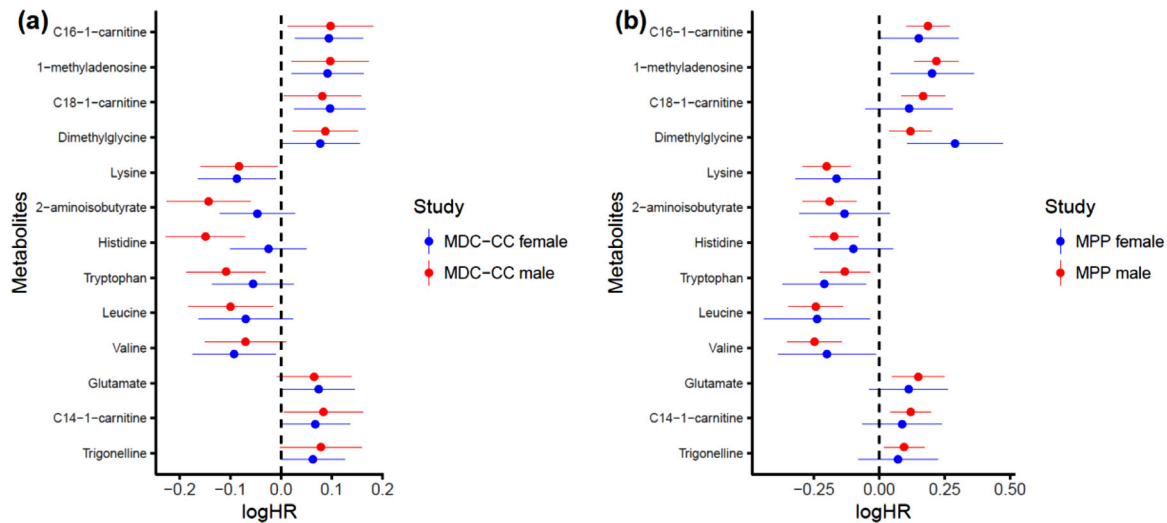 (a)
C16−1−carnitine
1−methyladenosine
C18−1−carnitine
Dimethylglycine
Lysine
2−aminoisobutyrate
Histidine
Tryptophan
Leucine
Valine
Glutamate
C14−1−carnitine
Trigonelline
Metabolites
−0.2 −0.1 0.0 0.1 0.2
logHR
Study
MDC−CC female
MDC−CC male
(b)
C16−1−carnitine
1−methyladenosine
C18−1−carnitine
Dimethylglycine
Lysine
2−aminoisobutyrate
Histidine
Tryptophan
Leucine
Valine
Glutamate
C14−1−carnitine
Trigonelline
Metabolites
−0.25 0.00 0.25 0.50
logHR
Study
MPP female
MPP male